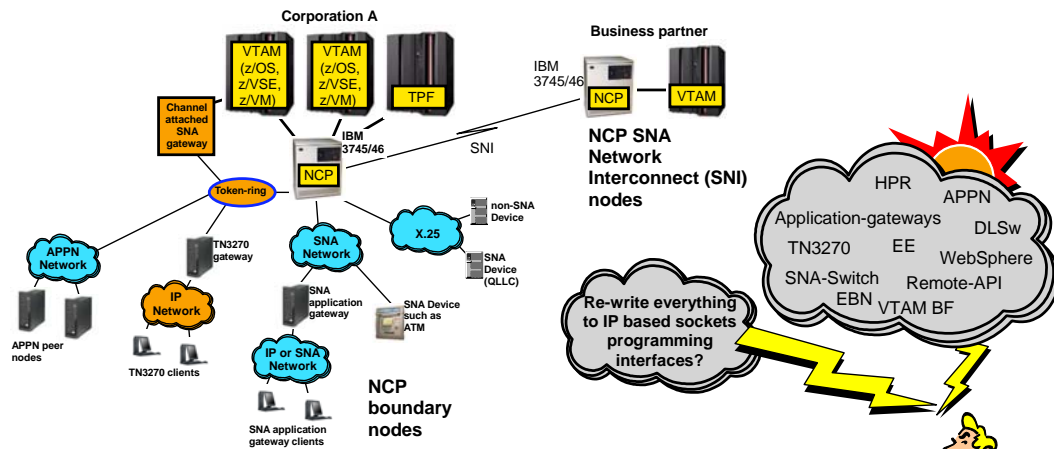 Corporation A
VTAM
(z/OS,
z/VSE,
z/VM)
VTAM
(z/OS,
z/VSE,
z/VM)
TPF
Business partner
IBM
3745/46
NCP
VTAM
Channel
attached
SNA
gateway
IBM
3745/46
NCP
SNI
NCP SNA
Network
Interconnect (SNI)
nodes
Token-ring
non-SNA
Device
X.25
SNA
Device
(QLLC)
APPN
Network
TN3270
gateway
SNA
Network
IP
Network
SNA
application
gateway
SNA Device
such as
ATM
APPN peer
nodes
TN3270 clients
IP or SNA
Network
SNA application
gateway clients
NCP
boundary
nodes
HPR
APPN
Application-gateways
DLSw
TN3270
EE
WebSphere
SNA-Switch
Remote-API
EBN
VTAM BF
Re-write everything
to IP based sockets
programming
interfaces?